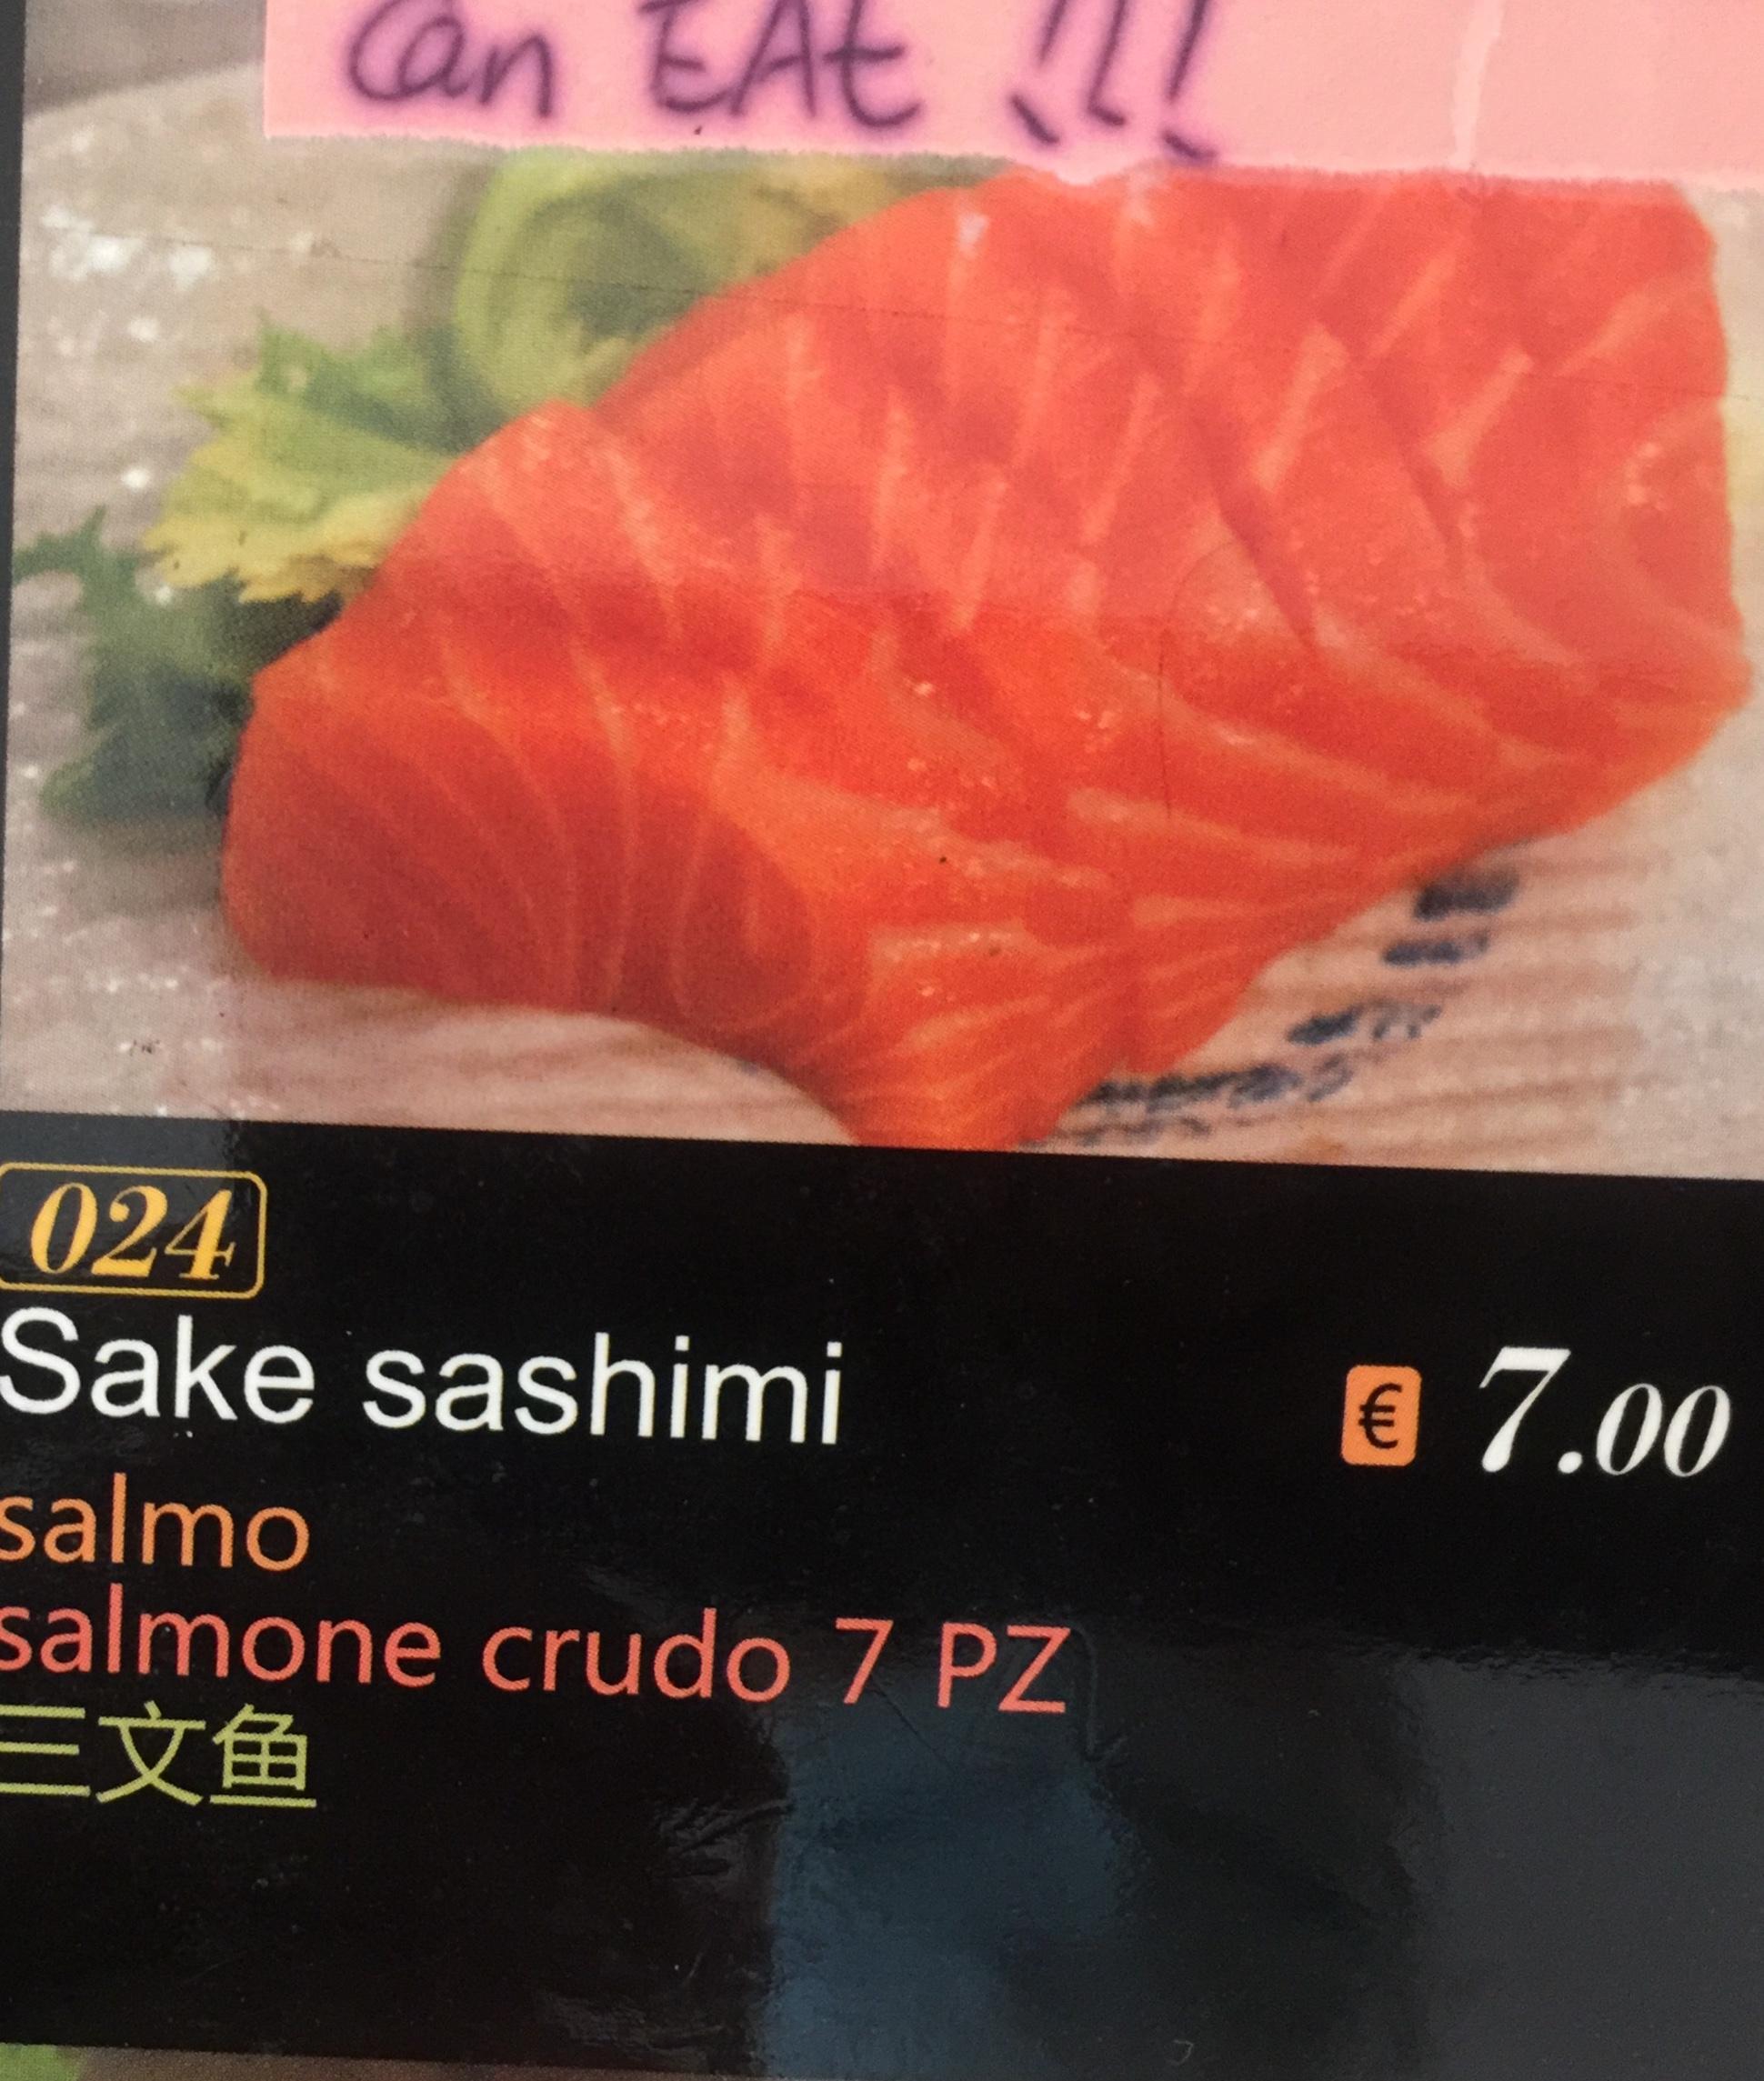 can EAt !!!
024
Sake sashimi
€ 7.00
salmo
salmone crudo 7 PZ
三文鱼